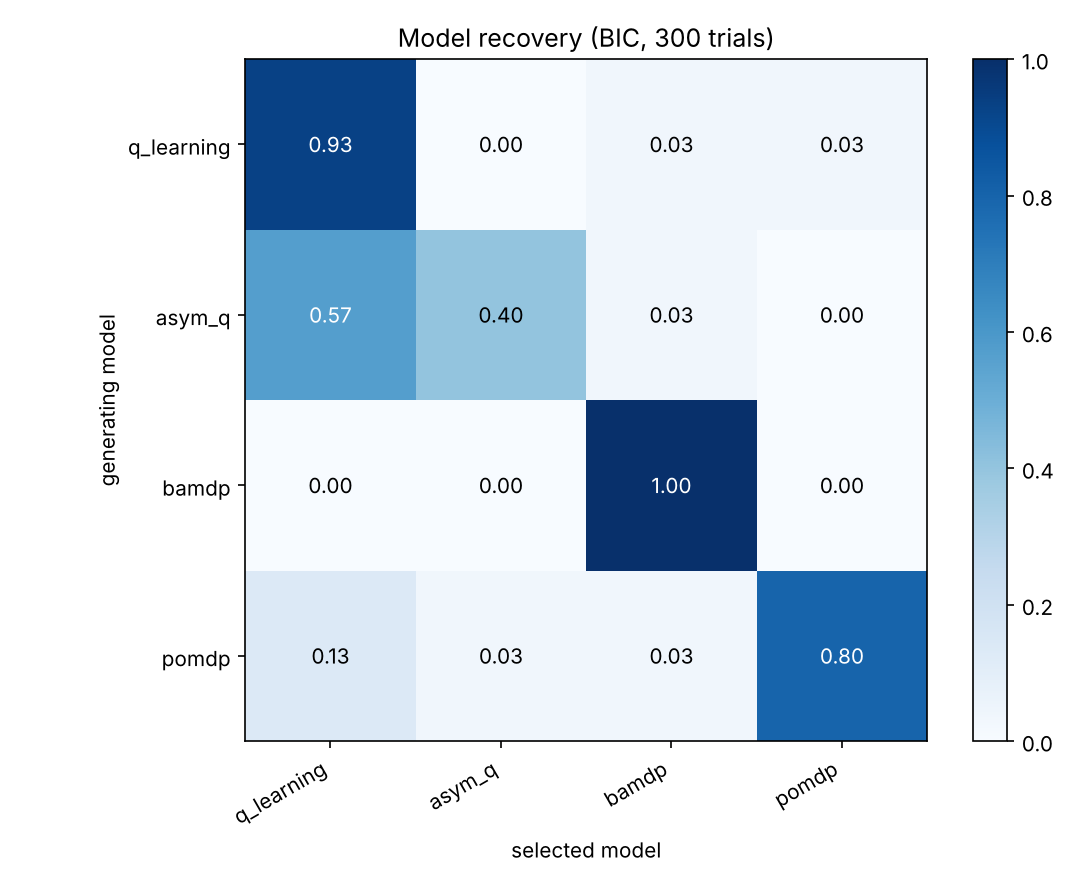 Model recovery (BIC, 300 trials)
q_learning 0.93 0.00 0.03 0.03
asym_q 0.57 0.40 0.03 0.00
bamdp 0.00 0.00 1.00 0.00
pomdp 0.13 0.03 0.03 0.80
generating model
q_learning asym_q bamdp pomdp
selected model
1.0
0.8
0.6
0.4
0.2
0.0